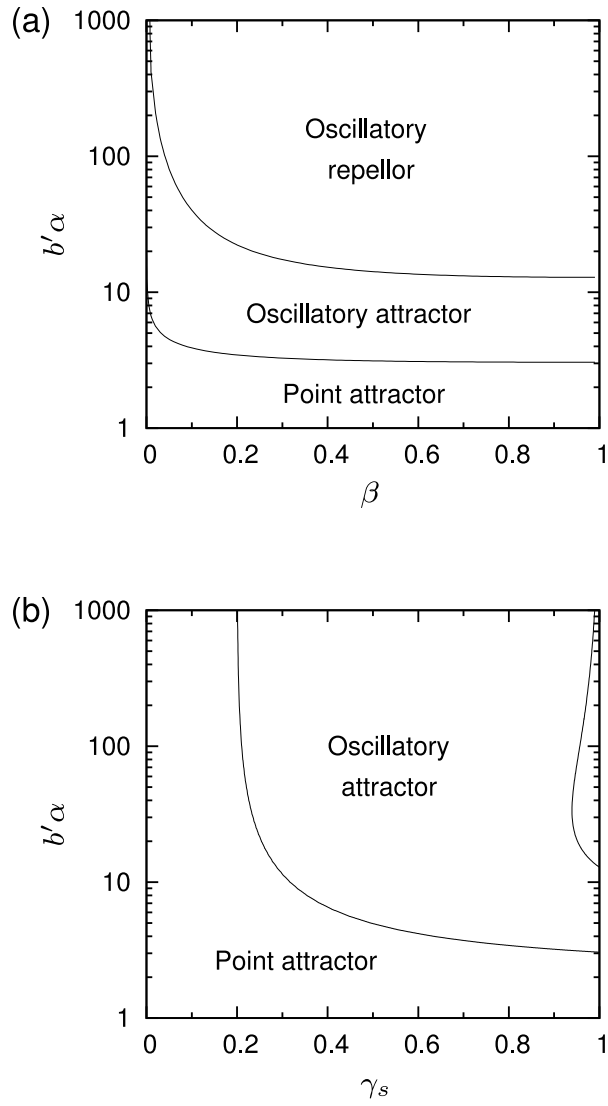 (a)
1000
100
10
1
b′α
Oscillatory
repellor
Oscillatory attractor
Point attractor
0 0.2 0.4 0.6 0.8 1
β
(b)
1000
100
10
1
b′α
Oscillatory
attractor
Point attractor
0 0.2 0.4 0.6 0.8 1
γs